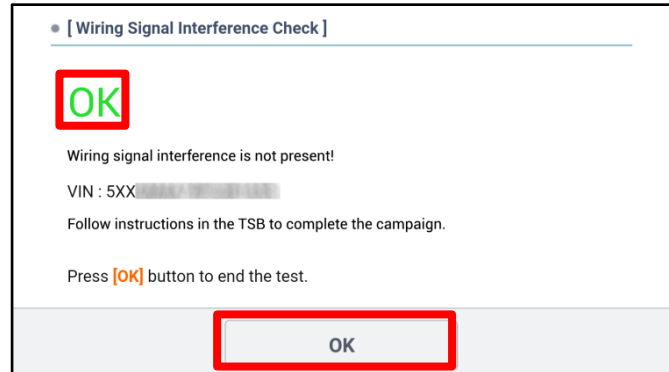 [ Wiring Signal Interference Check ]
OK
Wiring signal interference is not present!
VIN : 5XX
Follow instructions in the TSB to complete the campaign.
Press [OK] button to end the test.
OK